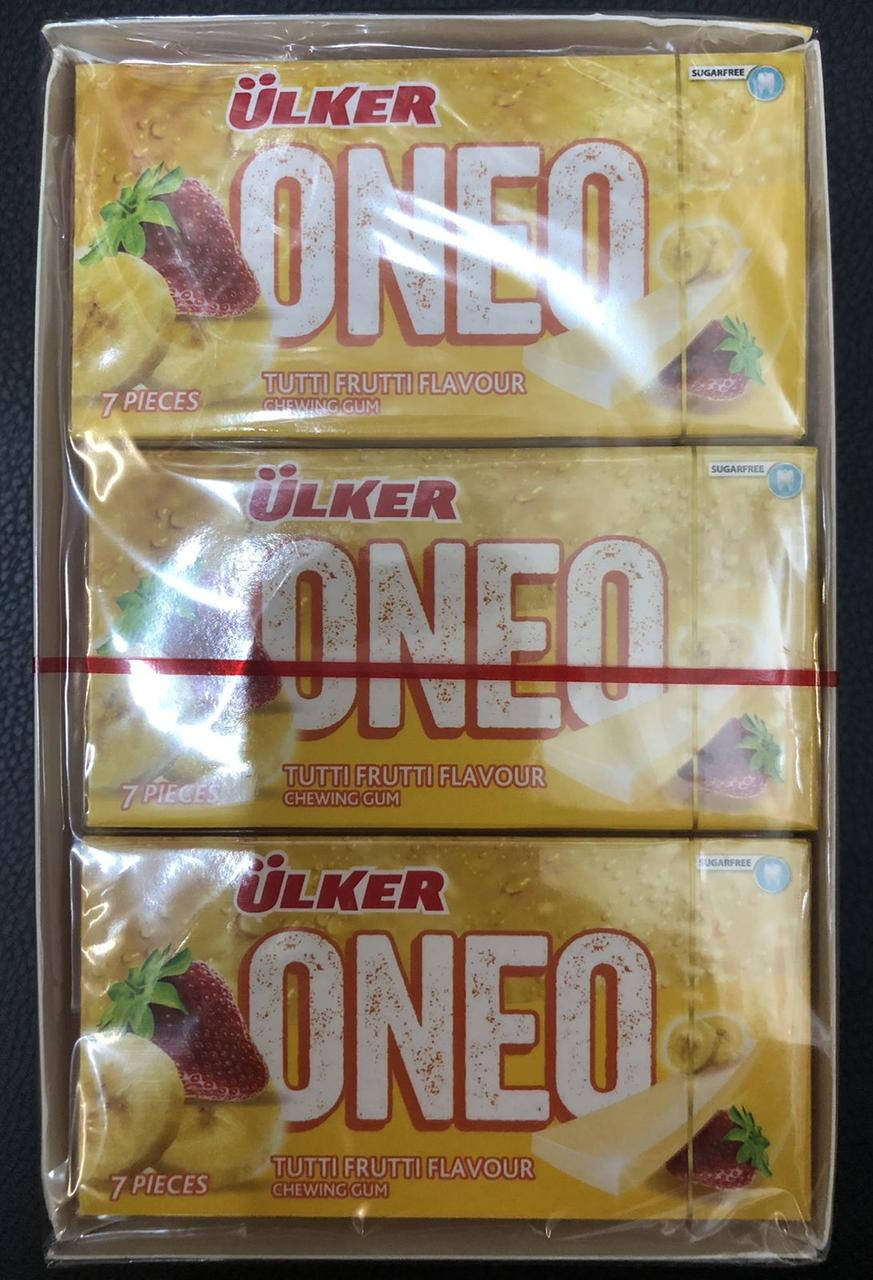 ÜLKER
SUGARFREE
ONEO
TUTTI FRUTTI FLAVOUR
CHEWING GUM
7 PIECES
ÜLKER
SUGARFREE
ONEO
TUTTI FRUTTI FLAVOUR
CHEWING GUM
7 PIECES
ÜLKER
SUGARFREE
ONEO
TUTTI FRUTTI FLAVOUR
CHEWING GUM
7 PIECES